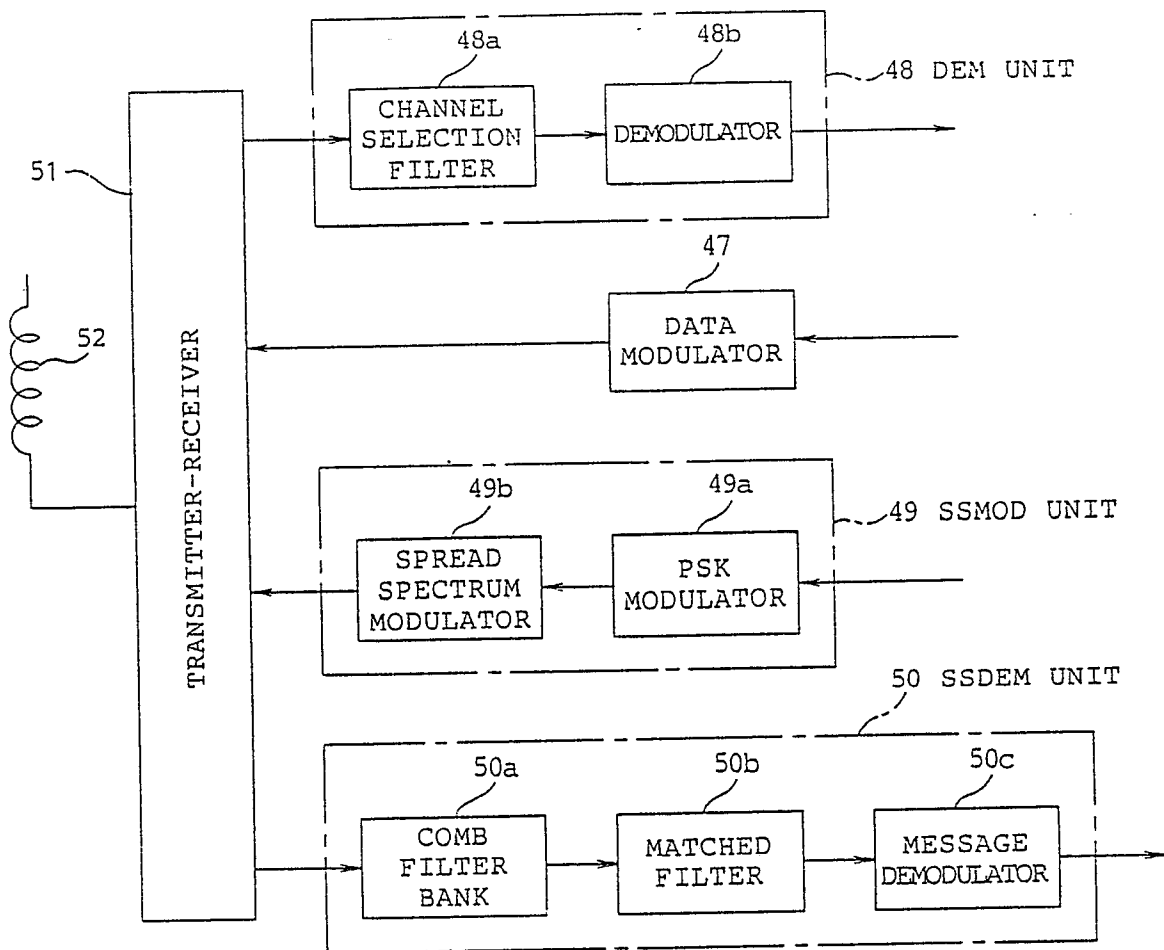 48a
48b
48 DEM UNIT
CHANNEL
SELECTION
FILTER
DEMODULATOR
51
47
DATA
MODULATOR
52
TRANSMITTER-RECEIVER
49b
49a
49 SSMOD UNIT
SPREAD
SPECTRUM
MODULATOR
PSK
MODULATOR
50 SSDEM UNIT
50a
50b
50c
COMB
FILTER
BANK
MATCHED
FILTER
MESSAGE
DEMODULATOR